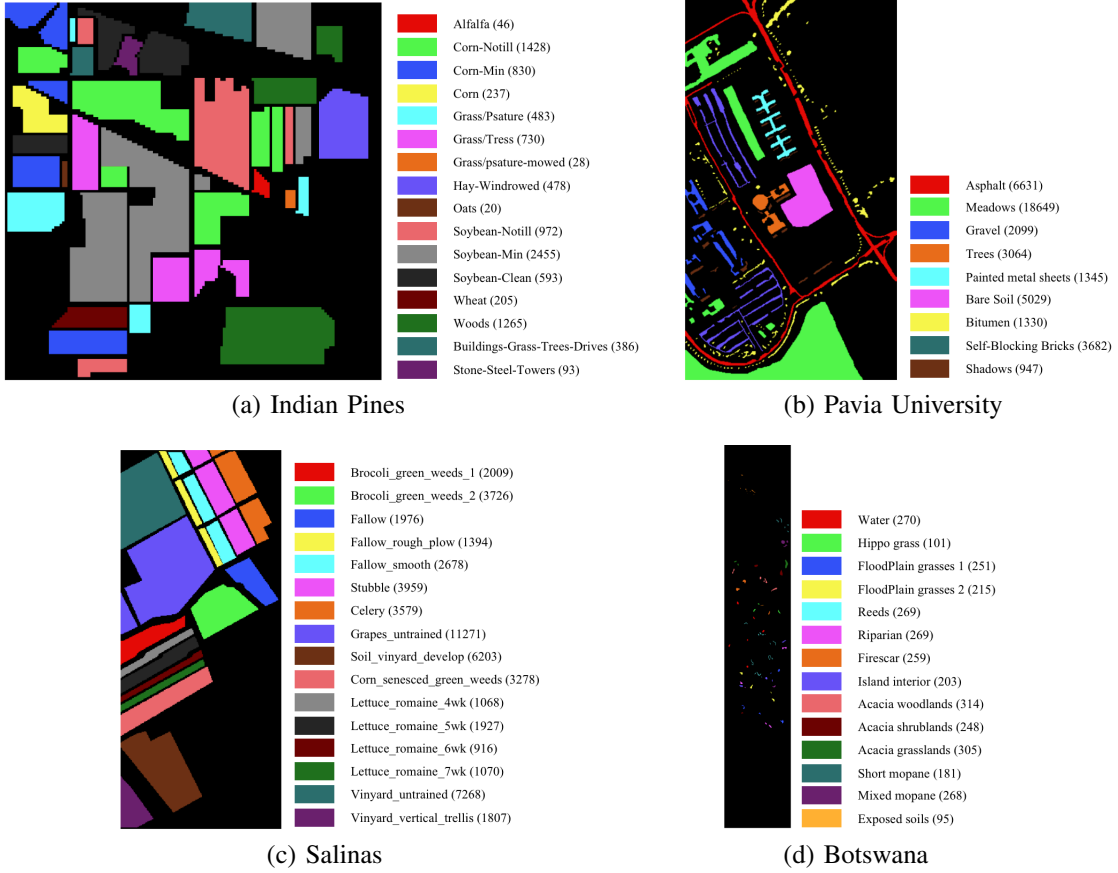 Alfalfa (46)
Corn-Notill (1428)
Corn-Min (830)
Corn (237)
Grass/Psature (483)
Grass/Tress (730)
Grass/psature-mowed (28)
Hay-Windrowed (478)
Oats (20)
Soybean-Notill (972)
Soybean-Min (2455)
Soybean-Clean (593)
Wheat (205)
Woods (1265)
Buildings-Grass-Trees-Drives (386)
Stone-Steel-Towers (93)
(a) Indian Pines
Asphalt (6631)
Meadows (18649)
Gravel (2099)
Trees (3064)
Painted metal sheets (1345)
Bare Soil (5029)
Bitumen (1330)
Self-Blocking Bricks (3682)
Shadows (947)
(b) Pavia University
Brocoli_green_weeds_1 (2009)
Brocoli_green_weeds_2 (3726)
Fallow (1976)
Fallow_rough_plow (1394)
Fallow_smooth (2678)
Stubble (3959)
Celery (3579)
Grapes_untrained (11271)
Soil_vinyard_develop (6203)
Corn_senesced_green_weeds (3278)
Lettuce_romaine_4wk (1068)
Lettuce_romaine_5wk (1927)
Lettuce_romaine_6wk (916)
Lettuce_romaine_7wk (1070)
Vinyard_untrained (7268)
Vinyard_vertical_trellis (1807)
(c) Salinas
Water (270)
Hippo grass (101)
FloodPlain grasses 1 (251)
FloodPlain grasses 2 (215)
Reeds (269)
Riparian (269)
Firescar (259)
Island interior (203)
Acacia woodlands (314)
Acacia shrublands (248)
Acacia grasslands (305)
Short mopane (181)
Mixed mopane (268)
Exposed soils (95)
(d) Botswana